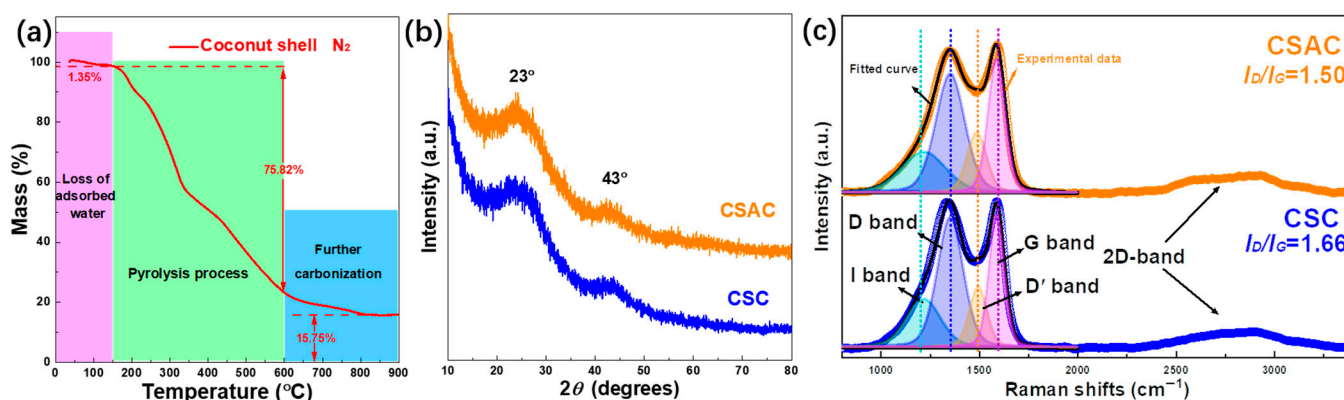 (a)
Coconut shell N₂
1.35%
75.82%
15.75%
Loss of
adsorbed
water
Pyrolysis process
Further
carbonization
Mass (%)
0
20
40
60
80
100
0 100 200 300 400 500 600 700 800 900
Temperature (°C)
(b)
23°
43°
CSAC
CSC
Intensity (a.u.)
10 20 30 40 50 60 70 80
2θ (degrees)
(c)
Fitted curve
Experimental data
CSAC
I_D/I_G=1.50
CSC
I_D/I_G=1.66
D band
I band
G band
D′ band
2D-band
Intensity (a.u.)
1000 1500 2000 2500 3000
Raman shifts (cm⁻¹)